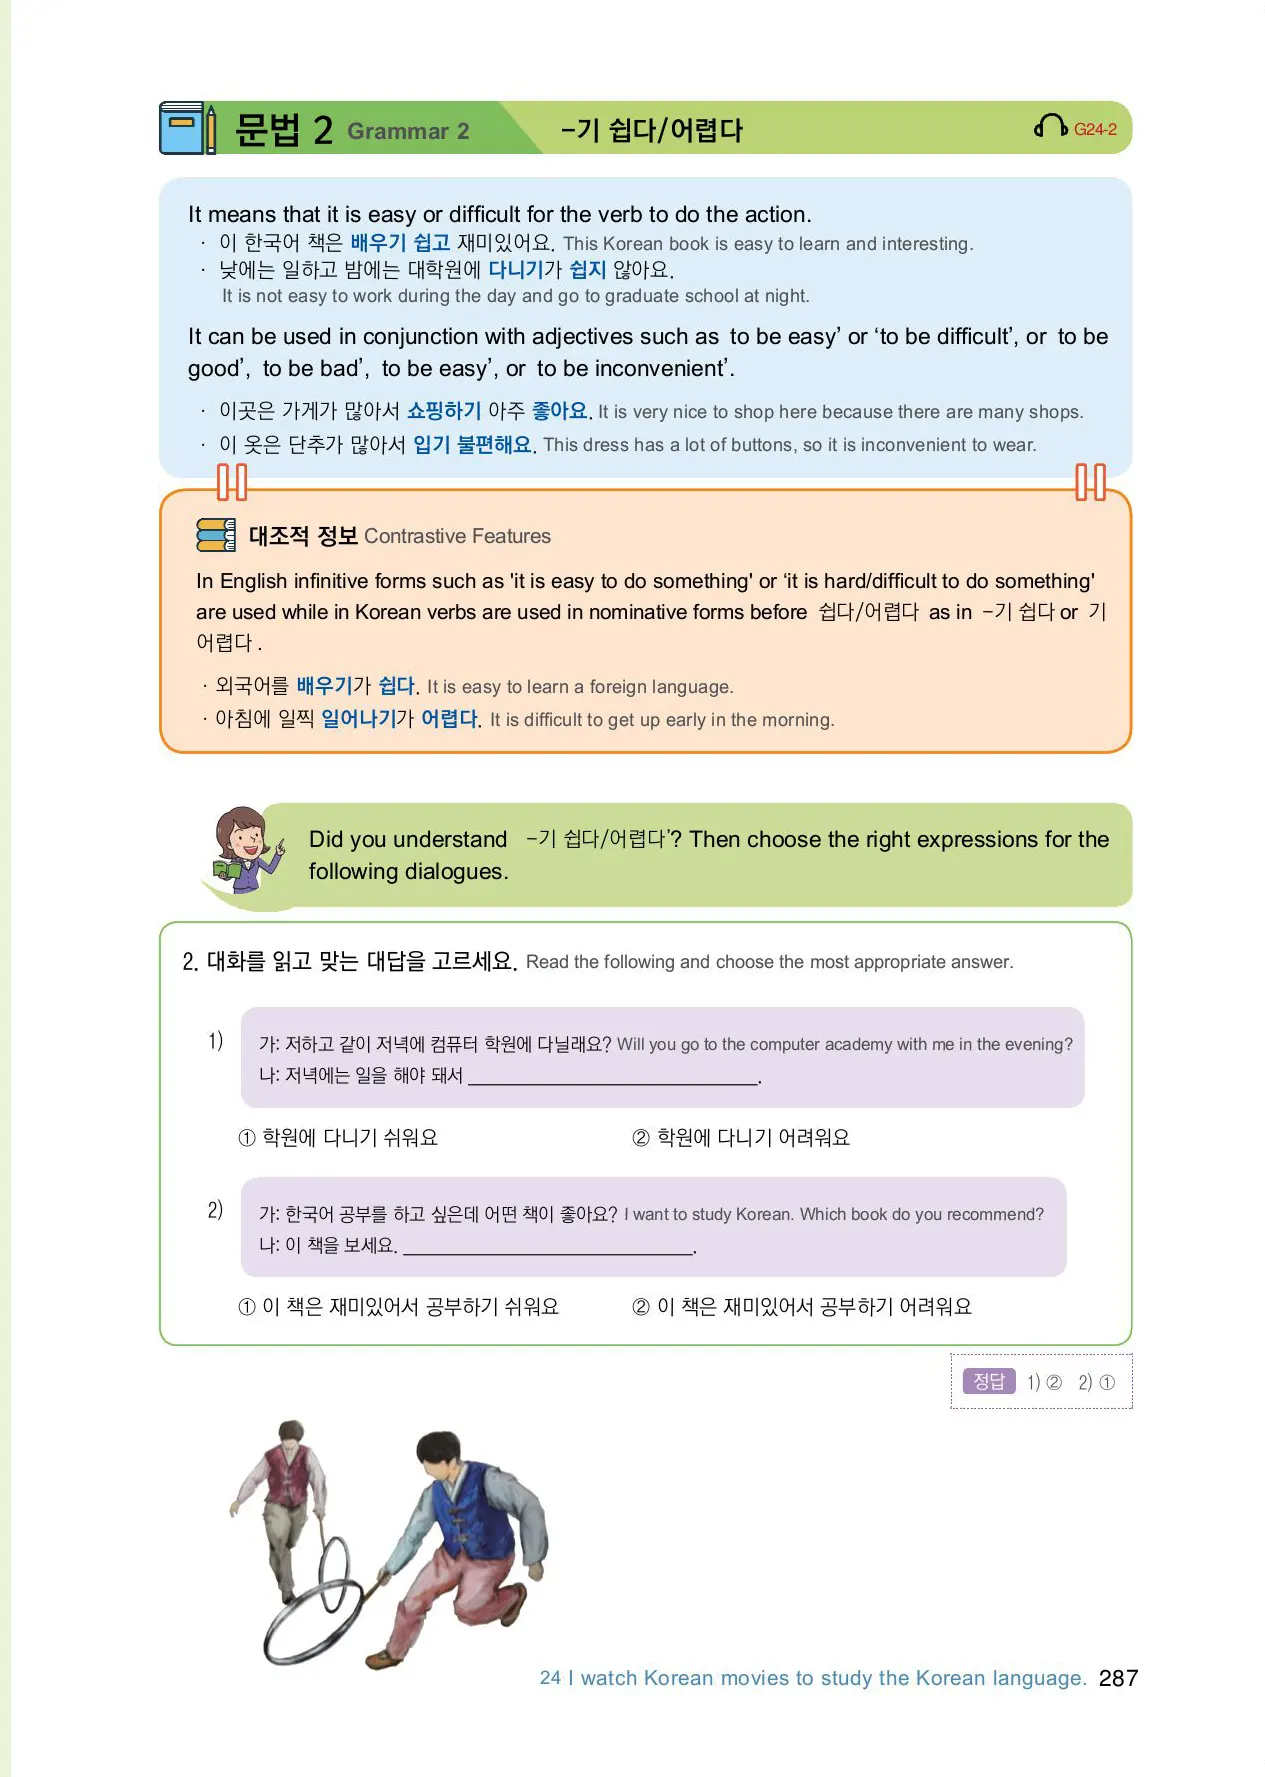 문법 2 Grammar 2 -기 쉽다/어렵다 G24-2
It means that it is easy or difficult for the verb to do the action.
· 이 한국어 책은 배우기 쉽고 재미있어요. This Korean book is easy to learn and interesting.
· 낮에는 일하고 밤에는 대학원에 다니기가 쉽지 않아요.
It is not easy to work during the day and go to graduate school at night.
It can be used in conjunction with adjectives such as to be easy’ or ‘to be difficult’, or to be
good’, to be bad’, to be easy’, or to be inconvenient’.
· 이곳은 가게가 많아서 쇼핑하기 아주 좋아요. It is very nice to shop here because there are many shops.
· 이 옷은 단추가 많아서 입기 불편해요. This dress has a lot of buttons, so it is inconvenient to wear.
대조적 정보 Contrastive Features
In English infinitive forms such as 'it is easy to do something' or ‘it is hard/difficult to do something'
are used while in Korean verbs are used in nominative forms before 쉽다/어렵다 as in -기 쉽다 or 기
어렵다 .
· 외국어를 배우기가 쉽다. It is easy to learn a foreign language.
· 아침에 일찍 일어나기가 어렵다. It is difficult to get up early in the morning.
Did you understand -기 쉽다/어렵다’? Then choose the right expressions for the
following dialogues.
2. 대화를 읽고 맞는 대답을 고르세요. Read the following and choose the most appropriate answer.
1) 가: 저하고 같이 저녁에 컴퓨터 학원에 다닐래요? Will you go to the computer academy with me in the evening?
나: 저녁에는 일을 해야 돼서 ______________________________.
① 학원에 다니기 쉬워요 ② 학원에 다니기 어려워요
2) 가: 한국어 공부를 하고 싶은데 어떤 책이 좋아요? I want to study Korean. Which book do you recommend?
나: 이 책을 보세요. ______________________________.
① 이 책은 재미있어서 공부하기 쉬워요 ② 이 책은 재미있어서 공부하기 어려워요
정답 1) ② 2) ①
24 I watch Korean movies to study the Korean language. 287